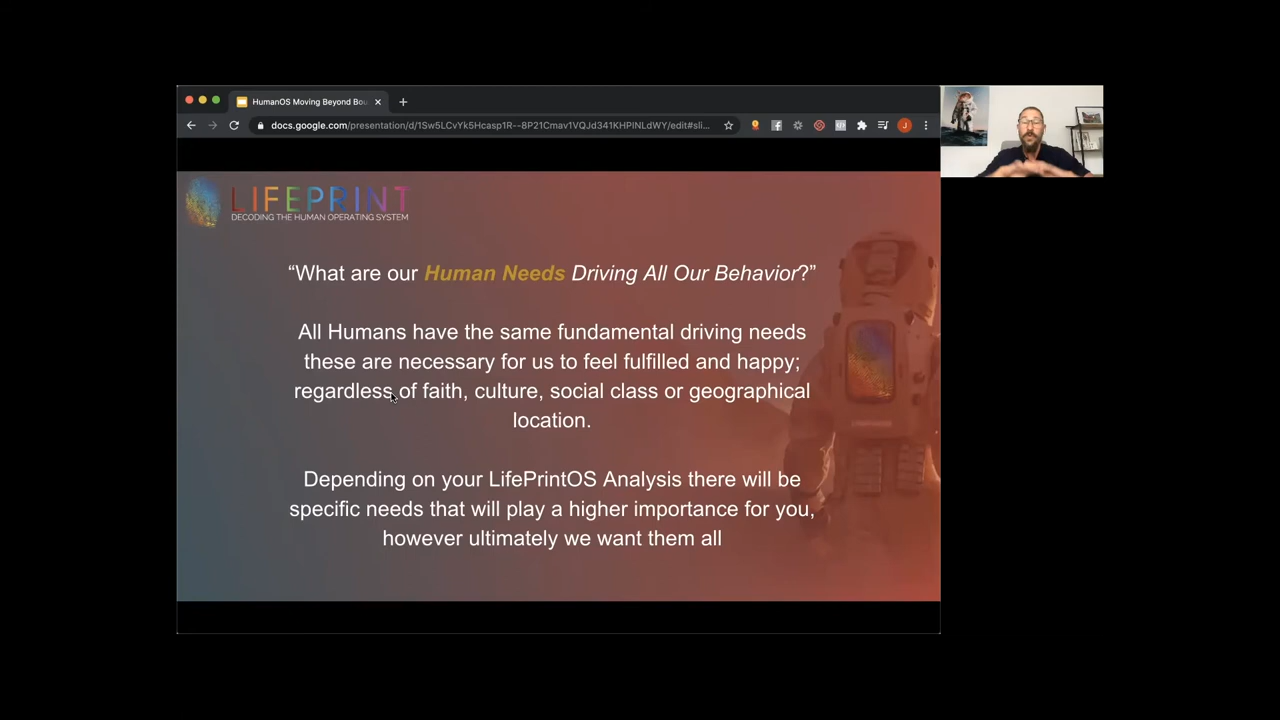 HumanOS Moving Beyond Bou
docs.google.com/presentation/d/1Sw5LCvYk5Hcasp1R--8P21Cmav1VQJd341KHPlNLdWY/edit#sli...
J
LIFEPRINT
DECODING THE HUMAN OPERATING SYSTEM
“What are our Human Needs Driving All Our Behavior?”
All Humans have the same fundamental driving needs
these are necessary for us to feel fulfilled and happy;
regardless of faith, culture, social class or geographical
location.
Depending on your LifePrintOS Analysis there will be
specific needs that will play a higher importance for you,
however ultimately we want them all